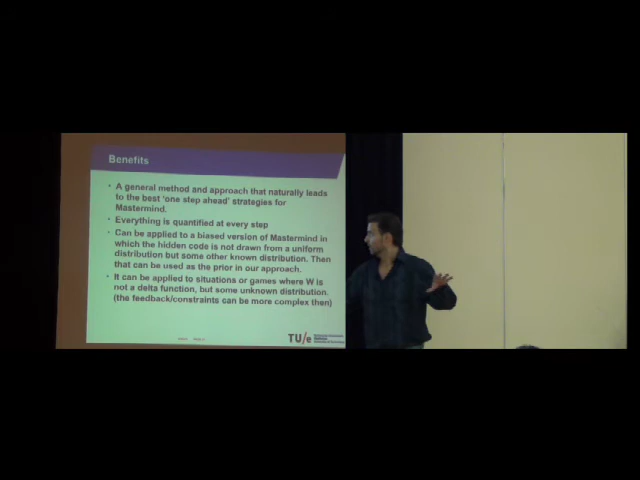 Benefits
• A general method and approach that naturally leads
to the best 'one step ahead' strategies for
Mastermind.
• Everything is quantified at every step
• Can be applied to a biased version of Mastermind in
which the hidden code is not drawn from a uniform
distribution but some other known distribution. Then
that can be used as the prior in our approach.
• It can be applied to situations or games where W is
not a delta function, but some unknown distribution.
(the feedback/constraints can be more complex then)
TU/e